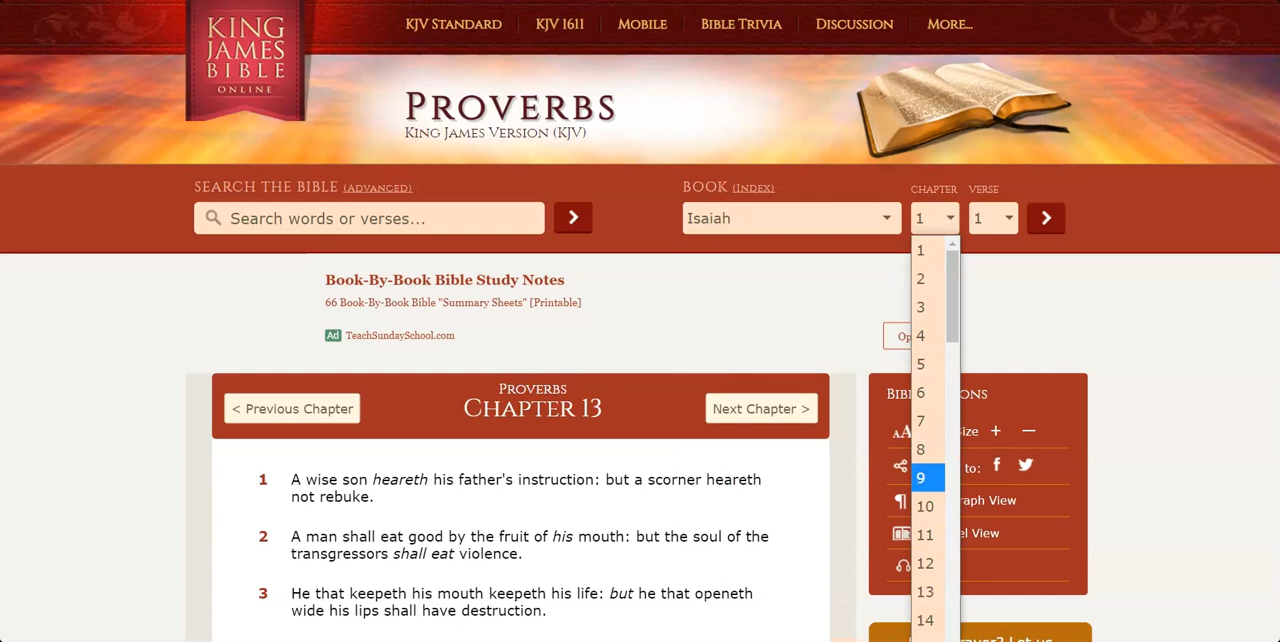 KING
JAMES
BIBLE
ONLINE
KJV STANDARD
KJV 1611
MOBILE
BIBLE TRIVIA
DISCUSSION
MORE...
PROVERBS
KING JAMES VERSION (KJV)
SEARCH THE BIBLE (ADVANCED)
Search words or verses...
BOOK (INDEX)
CHAPTER
VERSE
Isaiah
1
1
1
2
3
4
5
6
7
8
9
10
11
12
13
14
Book-By-Book Bible Study Notes
66 Book-By-Book Bible "Summary Sheets" [Printable]
Ad TeachSundaySchool.com
< Previous Chapter
PROVERBS
CHAPTER 13
Next Chapter >
1 A wise son heareth his father's instruction: but a scorner heareth
not rebuke.
2 A man shall eat good by the fruit of his mouth: but the soul of the
transgressors shall eat violence.
3 He that keepeth his mouth keepeth his life: but he that openeth
wide his lips shall have destruction.
+ −
to:
View
View